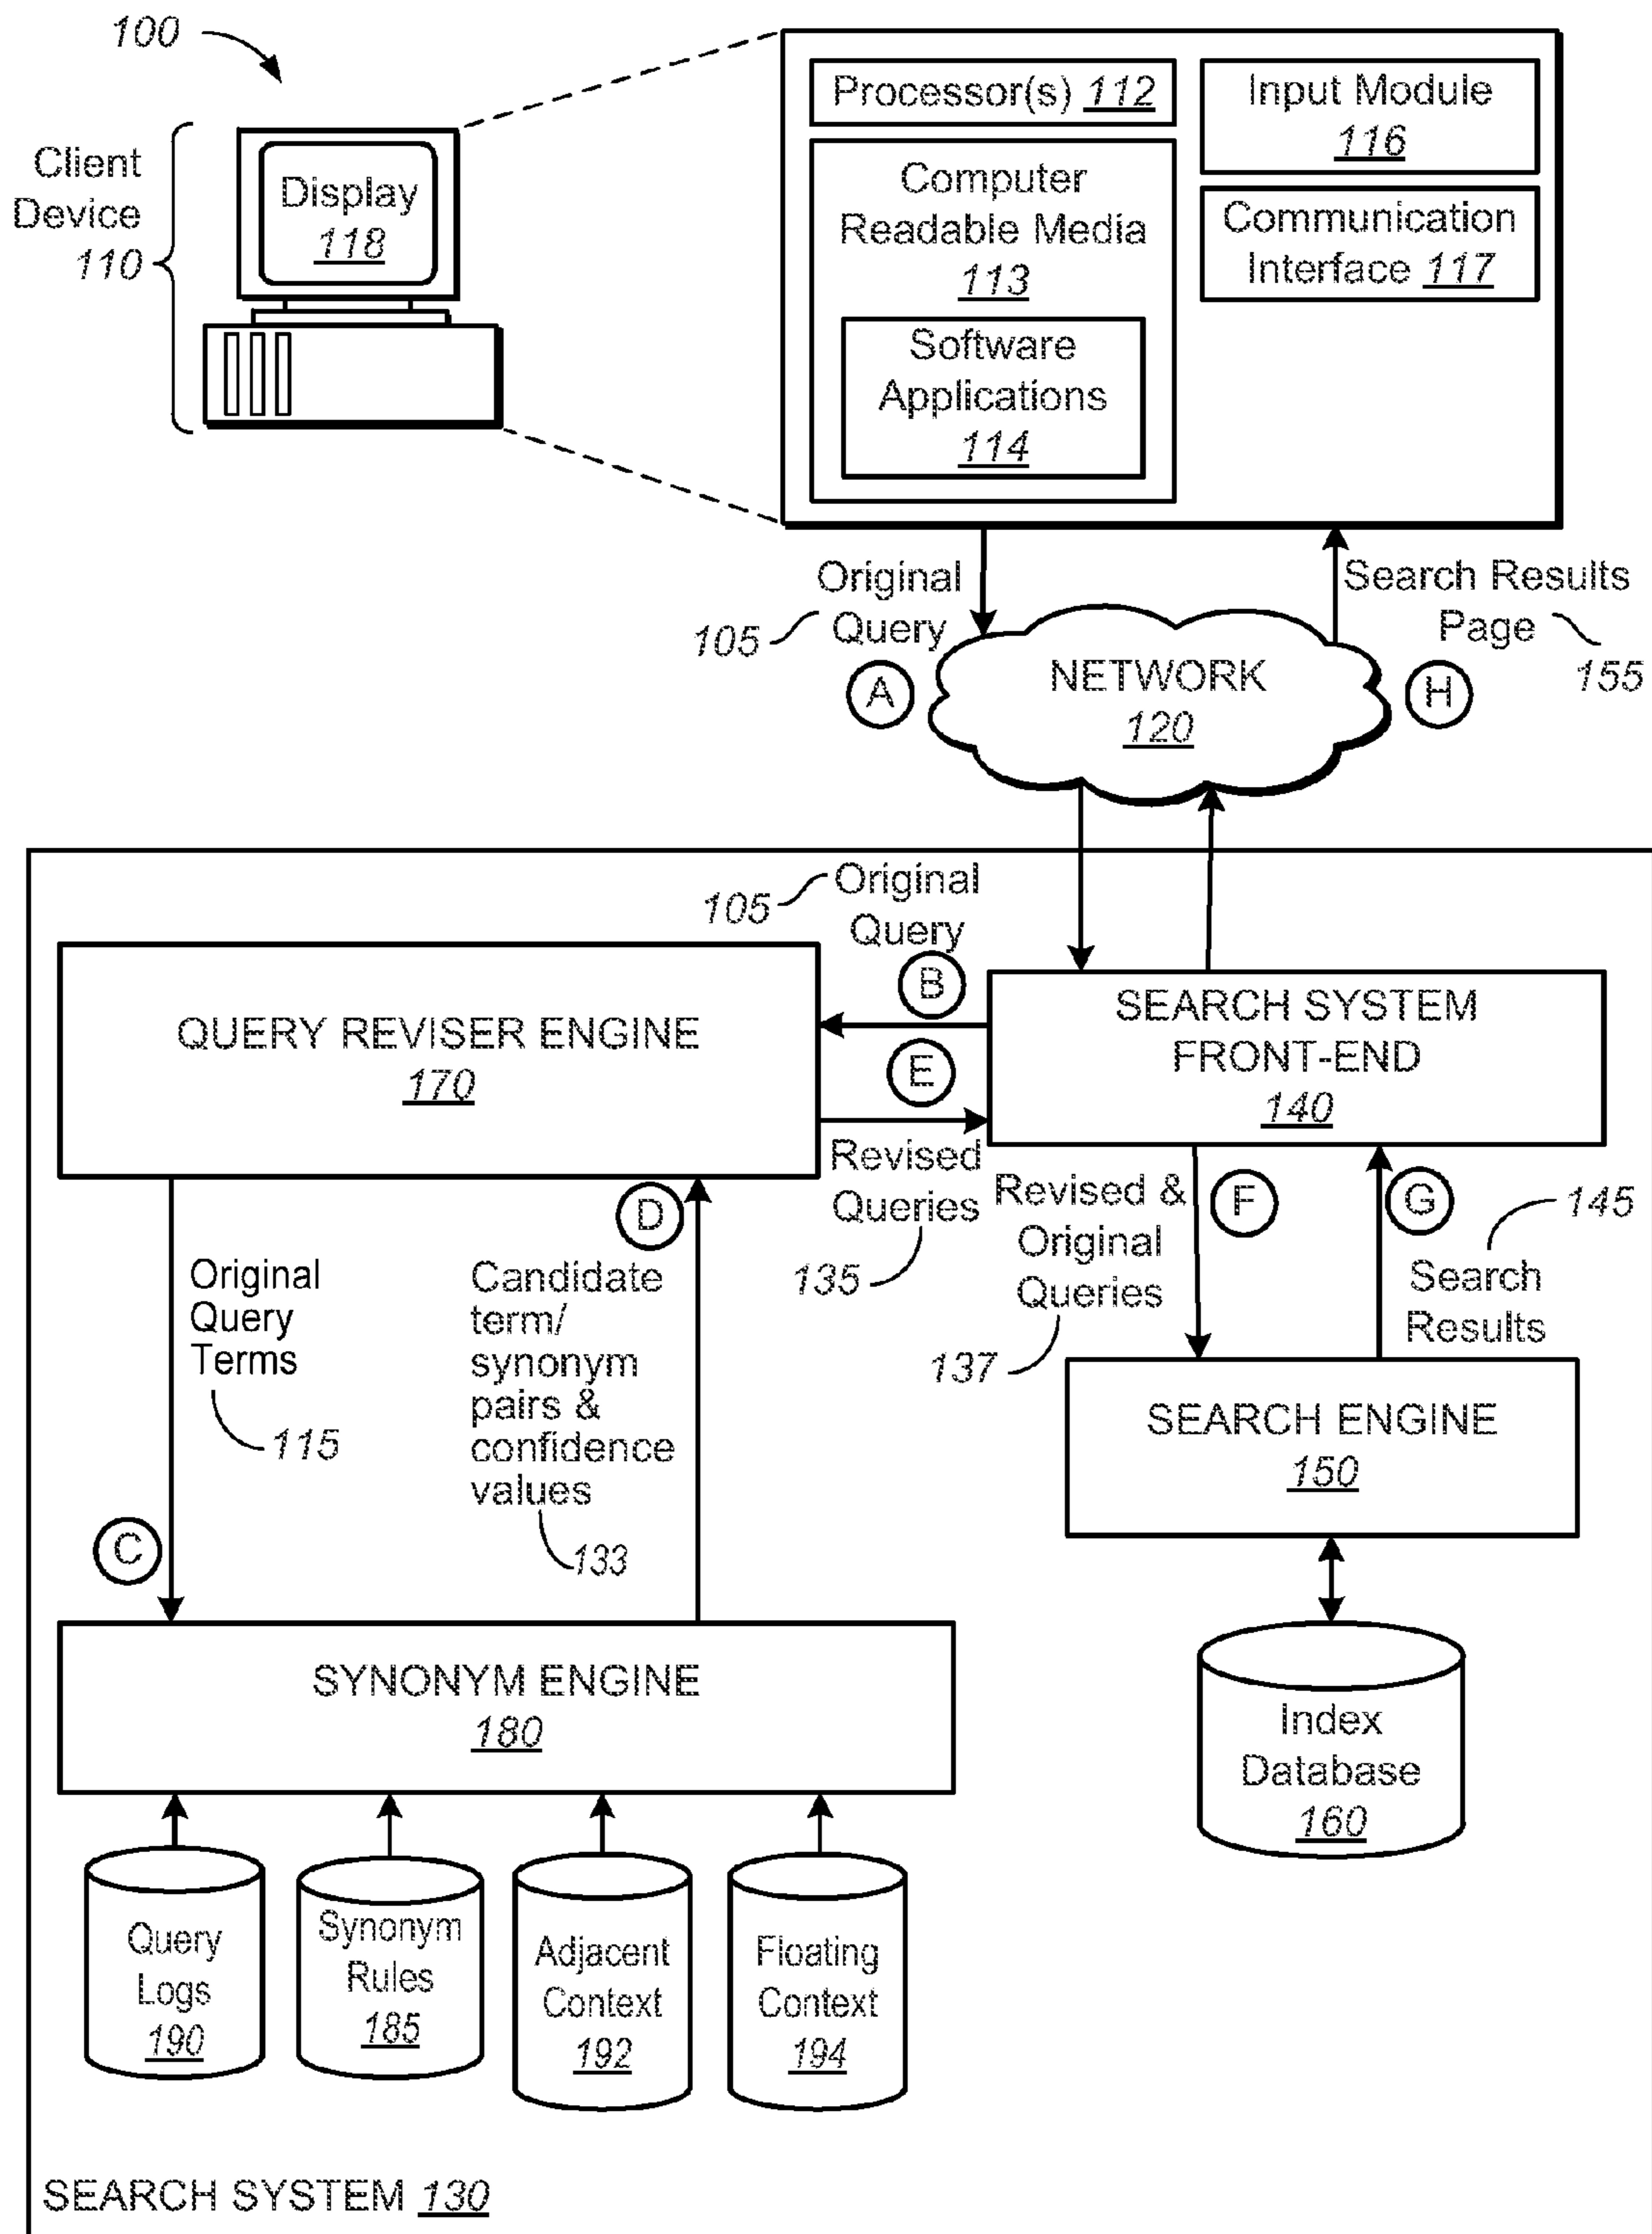 100
Client
Device
110
Display
118
Processor(s) 112
Computer
Readable Media
113
Software
Applications
114
Input Module
116
Communication
Interface 117
Original
Query
105
A
Search Results
Page
155
H
NETWORK
120
105
Original
Query
B
QUERY REVISER ENGINE
170
E
SEARCH SYSTEM
FRONT-END
140
Revised
Queries
135
Revised &
Original
Queries
137
F
G
145
Search
Results
Original
Query
Terms
115
C
D
Candidate
term/
synonym
pairs &
confidence
values
133
SEARCH ENGINE
150
SYNONYM ENGINE
180
Index
Database
160
Query
Logs
190
Synonym
Rules
185
Adjacent
Context
192
Floating
Context
194
SEARCH SYSTEM 130